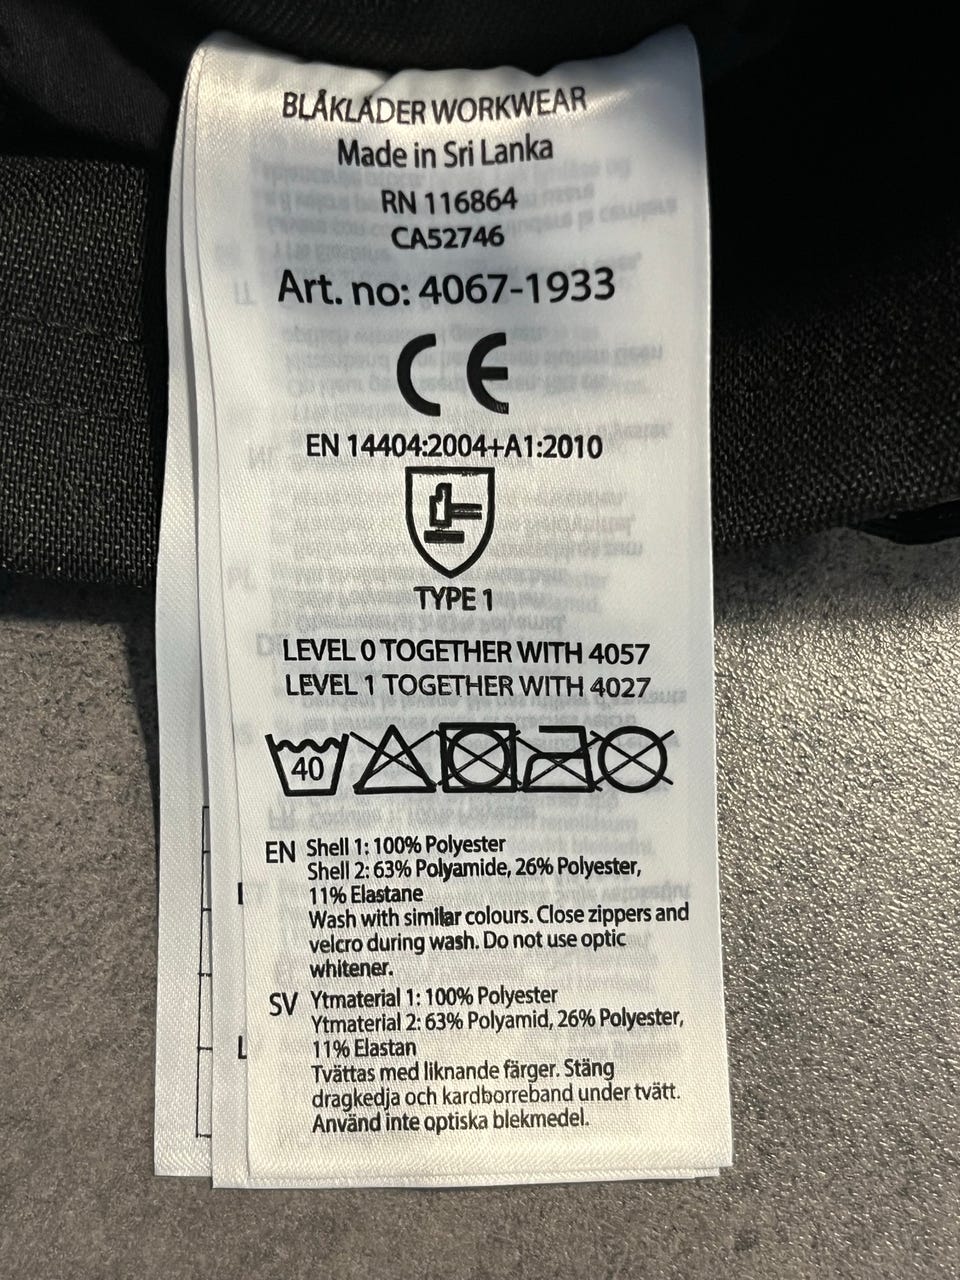 BLÅKLÄDER WORKWEAR
Made in Sri Lanka
RN 116864
CA52746
Art. no: 4067-1933
CE
EN 14404:2004+A1:2010
TYPE 1
LEVEL 0 TOGETHER WITH 4057
LEVEL 1 TOGETHER WITH 4027
40
EN Shell 1: 100% Polyester
Shell 2: 63% Polyamide, 26% Polyester,
11% Elastane
Wash with similar colours. Close zippers and
velcro during wash. Do not use optic
whitener.
SV Ytmaterial 1: 100% Polyester
Ytmaterial 2: 63% Polyamid, 26% Polyester,
11% Elastan
Tvättas med liknande färger. Stäng
dragkedja och kardborreband under tvätt.
Använd inte optiska blekmedel.